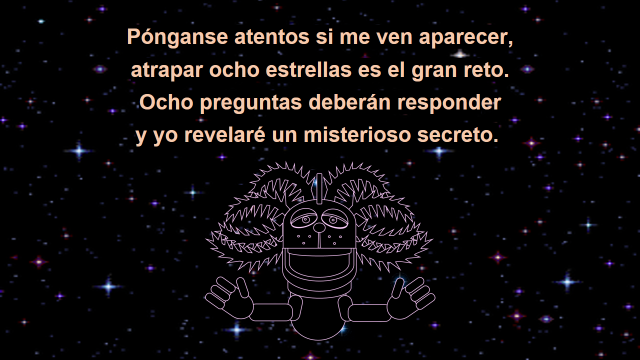 Pónganse atentos si me ven aparecer,
atrapar ocho estrellas es el gran reto.
Ocho preguntas deberán responder
y yo revelaré un misterioso secreto.